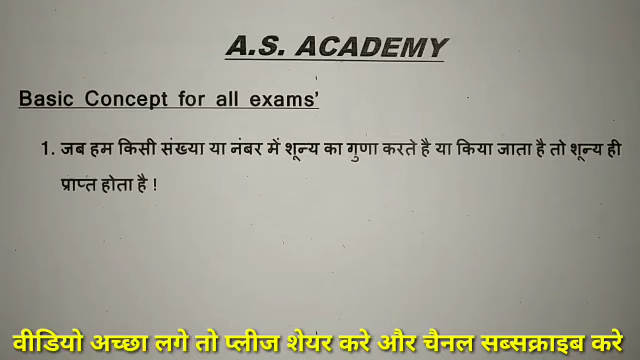 A.S. ACADEMY
Basic Concept for all exams'
1. जब हम किसी संख्या या नंबर में शून्य का गुणा करते है या किया जाता है तो शून्य ही
प्राप्त होता है !
वीडियो अच्छा लगे तो प्लीज शेयर करे और चैनल सब्सक्राइब करे